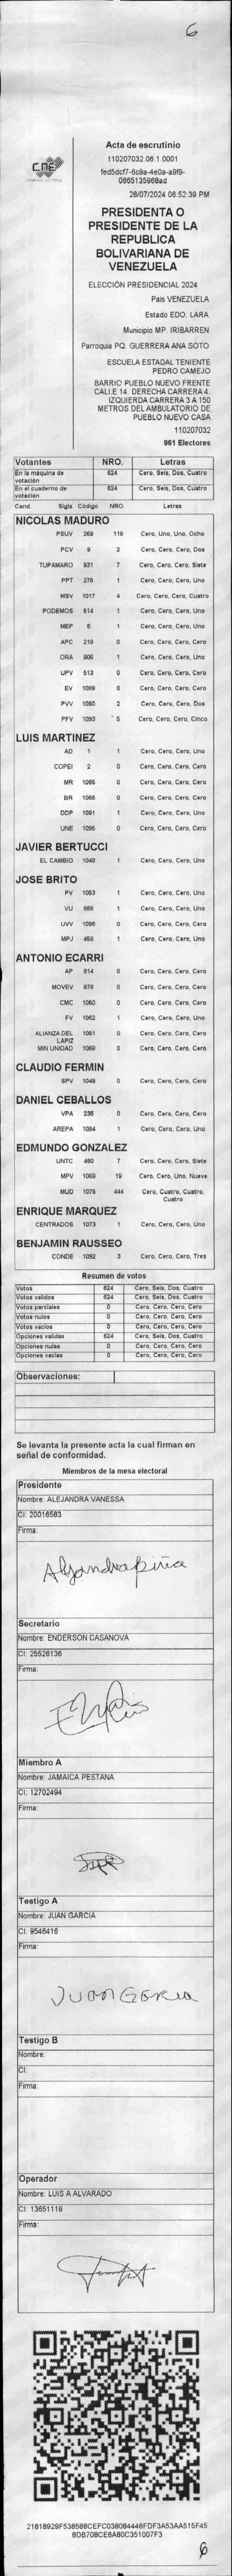 6
CNE
Acta de escrutinio
110207032.06.1.0001
28/07/2024 06:52:39 PM
PRESIDENTA O
PRESIDENTE DE LA
REPUBLICA
BOLIVARIANA DE
VENEZUELA
ELECCIÓN PRESIDENCIAL 2024
Pais VENEZUELA
Estado EDO. LARA
Municipio MP. IRIBARREN
Parroquia PQ. GUERRERA ANA SOTO
ESCUELA ESTADAL TENIENTE
PEDRO CAMEJO
BARRIO PUEBLO NUEVO FRENTE
CALLE 14. DERECHA CARRERA 4.
IZQUIERDA CARRERA 3 A 150
METROS DEL AMBULATORIO DE
PUEBLO NUEVO CASA
110207032
961 Electores
Votantes NRO. Letras
En la máquina de votación 624 Cero, Seis, Dos, Cuatro
En el cuaderno de votación 624 Cero, Seis, Dos, Cuatro
Cand. Sigla Código NRO. Letras
NICOLAS MADURO
PSUV 269 118 Cero, Uno, Uno, Ocho
PCV 9 2 Cero, Cero, Cero, Dos
TUPAMARO 931 7 Cero, Cero, Cero, Siete
PPT 276 1 Cero, Cero, Cero, Uno
MSV 1017 4 Cero, Cero, Cero, Cuatro
PODEMOS 514 1 Cero, Cero, Cero, Uno
MEP 6 1 Cero, Cero, Cero, Uno
APC 219 0 Cero, Cero, Cero, Cero
ORA 906 1 Cero, Cero, Cero, Uno
UPV 513 0 Cero, Cero, Cero, Cero
EV 1089 0 Cero, Cero, Cero, Cero
PVV 1090 2 Cero, Cero, Cero, Dos
PFV 1093 5 Cero, Cero, Cero, Cinco
LUIS MARTINEZ
AD 1 1 Cero, Cero, Cero, Uno
COPEI 2 0 Cero, Cero, Cero, Cero
MR 1065 0 Cero, Cero, Cero, Cero
BR 1066 0 Cero, Cero, Cero, Cero
DDP 1091 1 Cero, Cero, Cero, Uno
UNE 1095 0 Cero, Cero, Cero, Cero
JAVIER BERTUCCI
EL CAMBIO 1048 1 Cero, Cero, Cero, Uno
JOSE BRITO
PV 1053 1 Cero, Cero, Cero, Uno
VU 868 1 Cero, Cero, Cero, Uno
UVV 1096 0 Cero, Cero, Cero, Cero
MPJ 459 1 Cero, Cero, Cero, Uno
ANTONIO ECARRI
AP 814 0 Cero, Cero, Cero, Cero
MOVEV 878 0 Cero, Cero, Cero, Cero
CMC 1050 0 Cero, Cero, Cero, Cero
FV 1062 1 Cero, Cero, Cero, Uno
ALIANZA DEL LAPIZ 1051 0 Cero, Cero, Cero, Cero
MIN UNIDAD 1068 0 Cero, Cero, Cero, Cero
CLAUDIO FERMIN
SPV 1049 0 Cero, Cero, Cero, Cero
DANIEL CEBALLOS
VPA 236 0 Cero, Cero, Cero, Cero
AREPA 1084 1 Cero, Cero, Cero, Uno
EDMUNDO GONZALEZ
UNTC 460 7 Cero, Cero, Cero, Siete
MPV 1069 19 Cero, Cero, Uno, Nueve
MUD 1075 444 Cero, Cuatro, Cuatro, Cuatro
ENRIQUE MARQUEZ
CENTRADOS 1073 1 Cero, Cero, Cero, Uno
BENJAMIN RAUSSEO
CONDE 1092 3 Cero, Cero, Cero, Tres
Resumen de votos
Votos 624 Cero, Seis, Dos, Cuatro
Votos validos 624 Cero, Seis, Dos, Cuatro
Votos parciales 0 Cero, Cero, Cero, Cero
Votos nulos 0 Cero, Cero, Cero, Cero
Votos vacios 0 Cero, Cero, Cero, Cero
Opciones validas 624 Cero, Seis, Dos, Cuatro
Opciones nulas 0 Cero, Cero, Cero, Cero
Opciones vacias 0 Cero, Cero, Cero, Cero
Observaciones:
Se levanta la presente acta la cual firman en
señal de conformidad.
Miembros de la mesa electoral
Presidente
Nombre: ALEJANDRA VANESSA
CI: 20016583
Firma:
Secretario
Nombre: ENDERSON CASANOVA
CI: 25526136
Firma:
Miembro A
Nombre: JAMAICA PESTANA
CI: 12702494
Firma:
Testigo A
Nombre: JUAN GARCIA
CI: 9546416
Firma:
Juan Garcia
Testigo B
Nombre:
CI:
Firma:
Operador
Nombre: LUIS A ALVARADO
CI: 13651119
Firma:
6